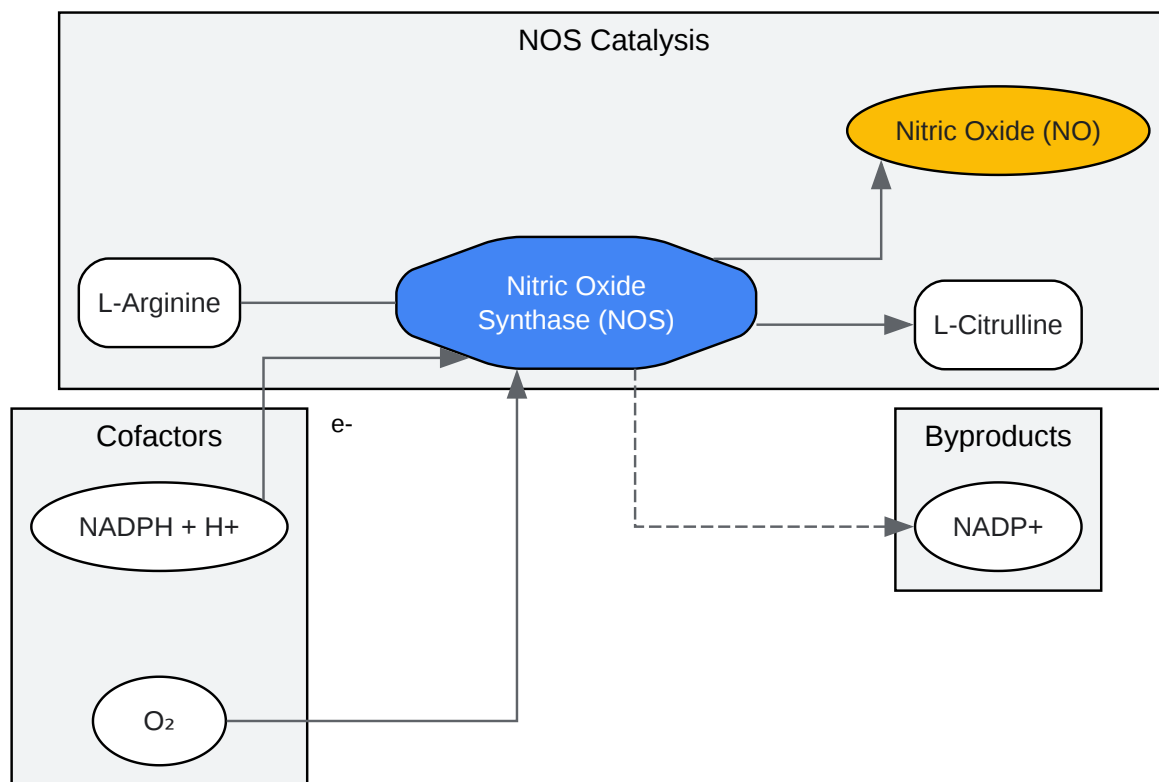 NOS Catalysis
Nitric Oxide (NO)
L-Arginine
Nitric Oxide
Synthase (NOS)
L-Citrulline
e-
Cofactors
NADPH + H+
O₂
Byproducts
NADP+